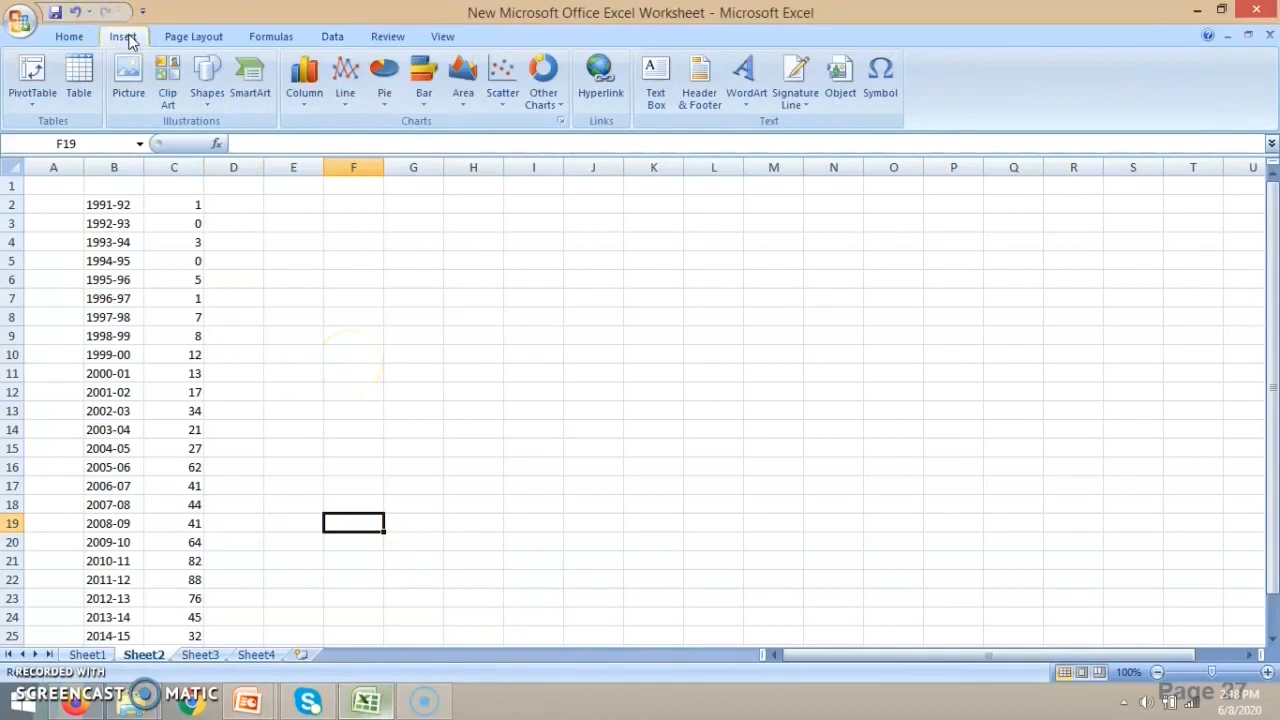 New Microsoft Office Excel Worksheet - Microsoft Excel
Home Insert Page Layout Formulas Data Review View
PivotTable Table Picture Clip Art Shapes SmartArt Column Line Pie Bar Area Scatter Other Charts Hyperlink Text Box Header & Footer WordArt Signature Line Object Symbol
Tables Illustrations Charts Links Text
F19 fx
A B C D E F G H I J K L M N O P Q R S T U
1
2 1991-92 1
3 1992-93 0
4 1993-94 3
5 1994-95 0
6 1995-96 5
7 1996-97 1
8 1997-98 7
9 1998-99 8
10 1999-00 12
11 2000-01 13
12 2001-02 17
13 2002-03 34
14 2003-04 21
15 2004-05 27
16 2005-06 62
17 2006-07 41
18 2007-08 44
19 2008-09 41
20 2009-10 64
21 2010-11 82
22 2011-12 88
23 2012-13 76
24 2013-14 45
25 2014-15 32
Sheet1 Sheet2 Sheet3 Sheet4
RECORDED WITH 100%
SCREENCAST MATIC
Page 27
2:18 PM
6/8/2020